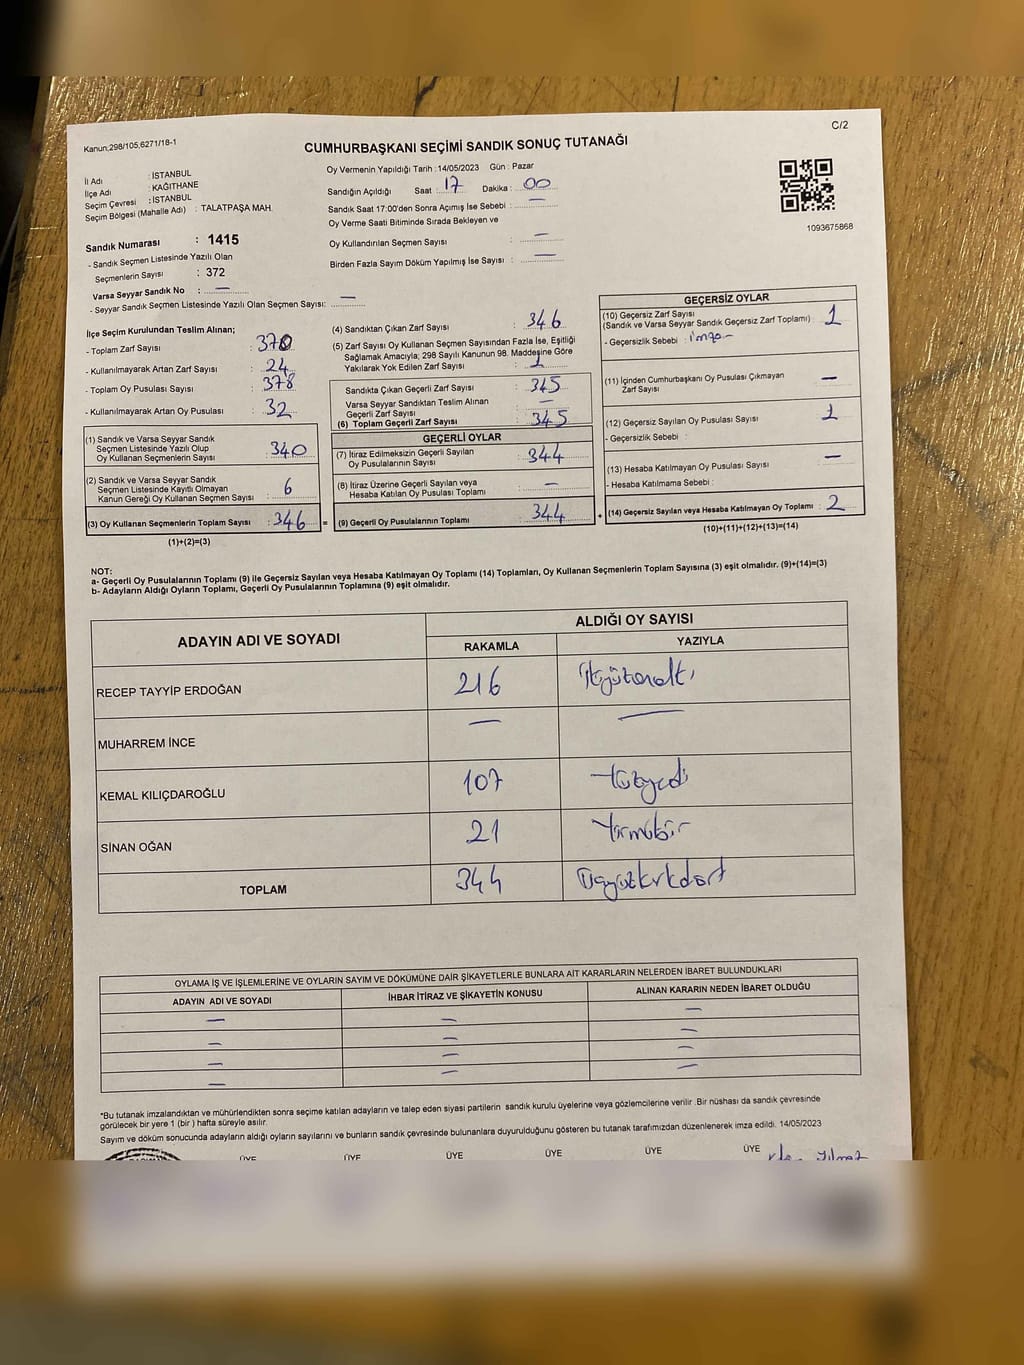 Kanun;298/105,6271/18-1
C/2
CUMHURBAŞKANI SEÇİMİ SANDIK SONUÇ TUTANAĞI
İl Adı : İSTANBUL
İlçe Adı : KAĞITHANE
Seçim Çevresi : İSTANBUL
Seçim Bölgesi (Mahalle Adı) : TALATPAŞA MAH.
Sandık Numarası : 1415
- Sandık Seçmen Listesinde Yazılı Olan
Seçmenlerin Sayısı : 372
Varsa Seyyar Sandık No : —
- Seyyar Sandık Seçmen Listesinde Yazılı Olan Seçmen Sayısı: —
Oy Vermenin Yapıldığı Tarih : 14/05/2023 Gün : Pazar
Sandığın Açıldığı Saat : 17 Dakika : 00
Sandık Saat 17:00'den Sonra Açımış İse Sebebi : —
Oy Verme Saati Bitiminde Sırada Bekleyen ve
Oy Kullandırılan Seçmen Sayısı : —
Birden Fazla Sayım Döküm Yapılmış İse Sayısı : —
1093675868
İlçe Seçim Kurulundan Teslim Alınan;
- Toplam Zarf Sayısı : 370
- Kullanılmayarak Artan Zarf Sayısı : 24
- Toplam Oy Pusulası Sayısı : 378
- Kullanılmayarak Artan Oy Pusulası : 32
(1) Sandık ve Varsa Seyyar Sandık
Seçmen Listesinde Yazılı Olup
Oy Kullanan Seçmenlerin Sayısı : 340
(2) Sandık ve Varsa Seyyar Sandık
Seçmen Listesinde Kayıtlı Olmayan
Kanun Gereği Oy Kullanan Seçmen Sayısı : 6
(3) Oy Kullanan Seçmenlerin Toplam Sayısı : 346 =
(1)+(2)=(3)
(4) Sandıktan Çıkan Zarf Sayısı : 346
(5) Zarf Sayısı Oy Kullanan Seçmen Sayısından Fazla İse, Eşitliği
Sağlamak Amacıyla; 298 Sayılı Kanunun 98. Maddesine Göre
Yakılarak Yok Edilen Zarf Sayısı : 1
Sandıkta Çıkan Geçerli Zarf Sayısı : 345
Varsa Seyyar Sandıktan Teslim Alınan
Geçerli Zarf Sayısı : —
(6) Toplam Geçerli Zarf Sayısı : 345
GEÇERLİ OYLAR
(7) İtiraz Edilmeksizin Geçerli Sayılan
Oy Pusulalarının Sayısı : 344
(8) İtiraz Üzerine Geçerli Sayılan veya
Hesaba Katılan Oy Pusulası Toplamı : —
(9) Geçerli Oy Pusulalarının Toplamı : 344 +
GEÇERSİZ OYLAR
(10) Geçersiz Zarf Sayısı
(Sandık ve Varsa Seyyar Sandık Geçersiz Zarf Toplamı) : 1
- Geçersizlik Sebebi :
(11) İçinden Cumhurbaşkanı Oy Pusulası Çıkmayan
Zarf Sayısı : —
(12) Geçersiz Sayılan Oy Pusulası Sayısı : 1
- Geçersizlik Sebebi :
(13) Hesaba Katılmayan Oy Pusulası Sayısı : —
- Hesaba Katılmama Sebebi :
(14) Geçersiz Sayılan veya Hesaba Katılmayan Oy Toplamı : 2
(10)+(11)+(12)+(13)=(14)
NOT:
a- Geçerli Oy Pusulalarının Toplamı (9) ile Geçersiz Sayılan veya Hesaba Katılmayan Oy Toplamı (14) Toplamları, Oy Kullanan Seçmenlerin Toplam Sayısına (3) eşit olmalıdır. (9)+(14)=(3)
b- Adayların Aldığı Oyların Toplamı, Geçerli Oy Pusulalarının Toplamına (9) eşit olmalıdır.
ADAYIN ADI VE SOYADI ALDIĞI OY SAYISI
RAKAMLA YAZIYLA
RECEP TAYYİP ERDOĞAN 216 ikiyüzonaltı
MUHARREM İNCE — —
KEMAL KILIÇDAROĞLU 107 Yüzyedi
SİNAN OĞAN 21 Yirmibir
TOPLAM 344 Üçyüzkırkdört
OYLAMA İŞ VE İŞLEMLERİNE VE OYLARIN SAYIM VE DÖKÜMÜNE DAİR ŞİKAYETLERLE BUNLARA AİT KARARLARIN NELERDEN İBARET BULUNDUKLARI
ADAYIN ADI VE SOYADI İHBAR İTİRAZ VE ŞİKAYETİN KONUSU ALINAN KARARIN NEDEN İBARET OLDUĞU
— — —
— — —
— — —
— — —
*Bu tutanak imzalandıktan ve mühürlendikten sonra seçime katılan adayların ve talep eden siyasi partilerin sandık kurulu üyelerine veya gözlemcilerine verilir .Bir nüshası da sandık çevresinde
görülecek bir yere 1 (bir ) hafta süreyle asılır.
Sayım ve döküm sonucunda adayların aldığı oyların sayılarını ve bunların sandık çevresinde bulunanlara duyurulduğunu gösteren bu tutanak tarafımızdan düzenlenerek imza edildi. 14/05/2023
ÜYE ÜYE ÜYE ÜYE ÜYE ÜYE Yılmaz